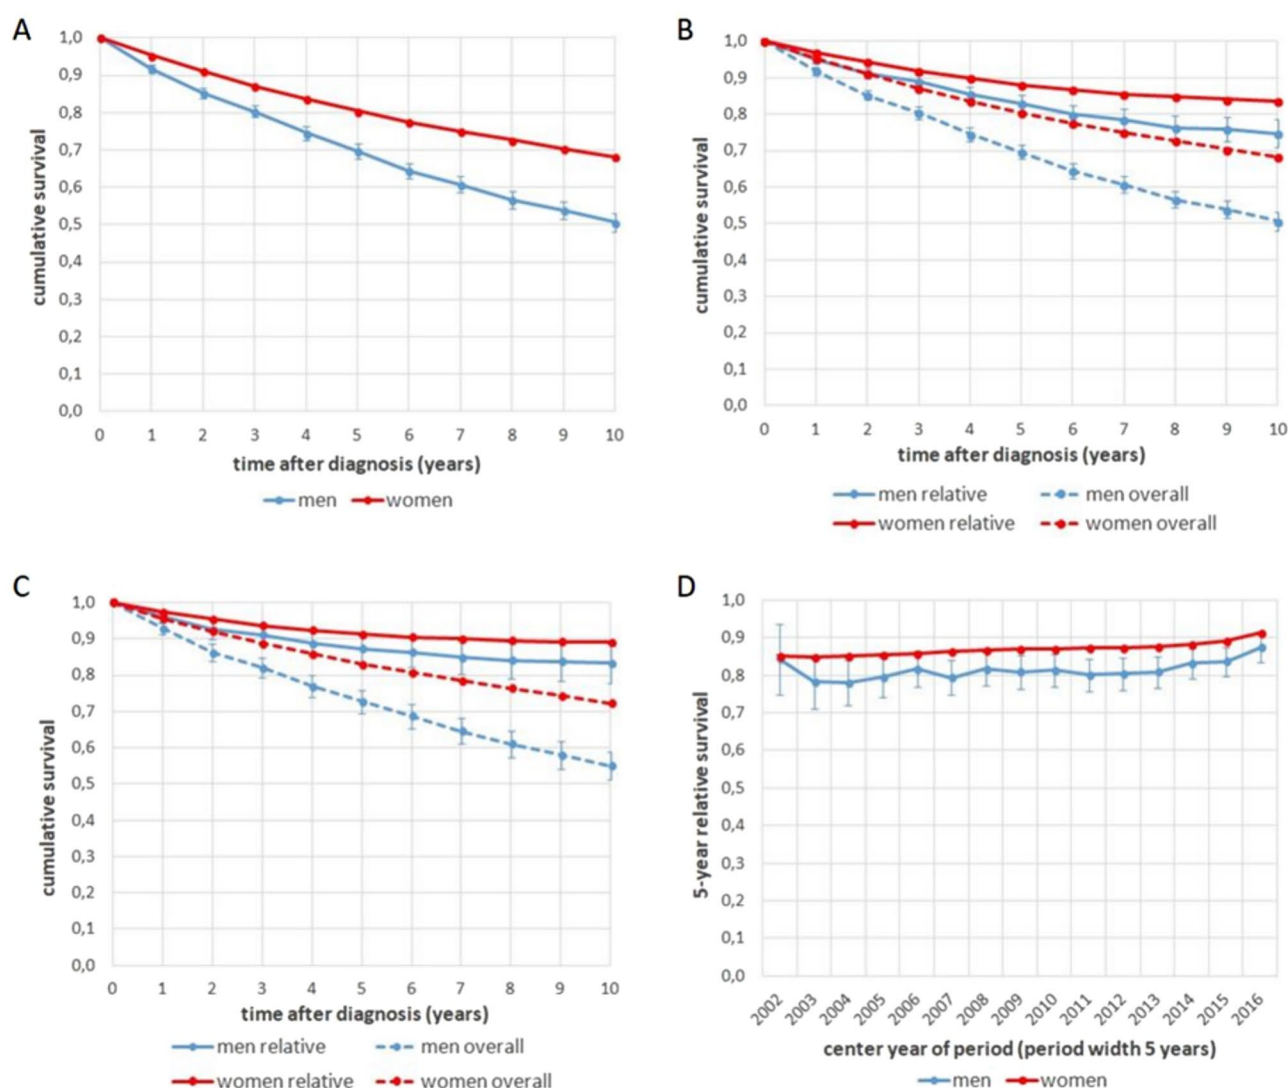 A
1,0
0,9
0,8
0,7
0,6
0,5
0,4
0,3
0,2
0,1
0,0
cumulative survival
0 1 2 3 4 5 6 7 8 9 10
time after diagnosis (years)
men women
B
1,0
0,9
0,8
0,7
0,6
0,5
0,4
0,3
0,2
0,1
0,0
cumulative survival
0 1 2 3 4 5 6 7 8 9 10
time after diagnosis (years)
men relative men overall
women relative women overall
C
1,0
0,9
0,8
0,7
0,6
0,5
0,4
0,3
0,2
0,1
0,0
cumulative survival
0 1 2 3 4 5 6 7 8 9 10
time after diagnosis (years)
men relative men overall
women relative women overall
D
1,0
0,9
0,8
0,7
0,6
0,5
0,4
0,3
0,2
0,1
0,0
5-year relative survival
2002 2003 2004 2005 2006 2007 2008 2009 2010 2011 2012 2013 2014 2015 2016
center year of period (period width 5 years)
men women